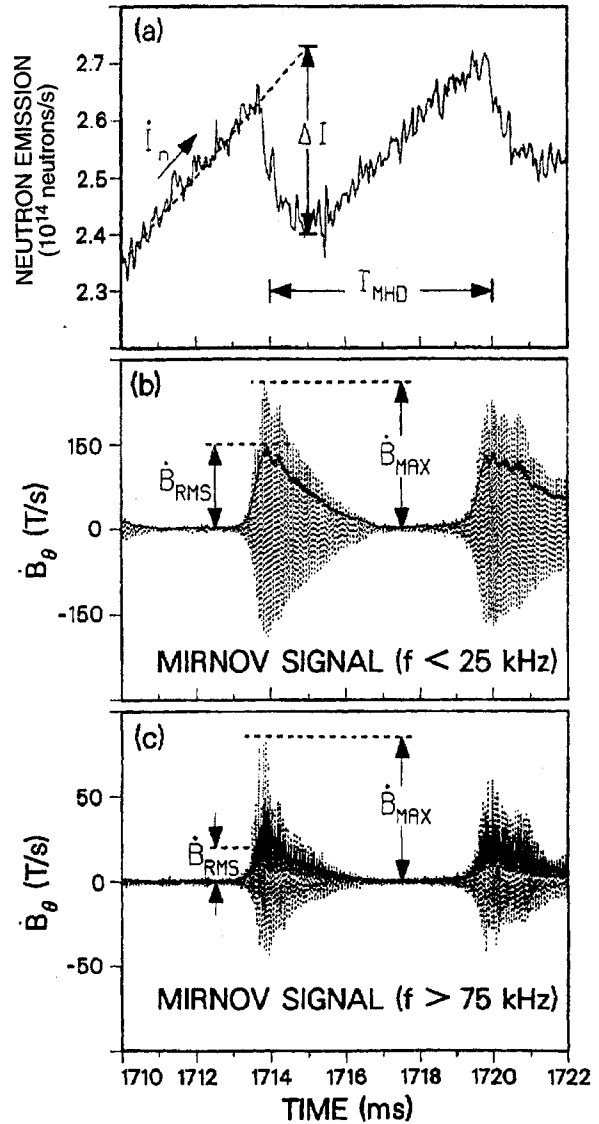 (a)
2.7
2.6
2.5
2.4
2.3
NEUTRON EMISSION
(10¹⁴ neutrons/s)
İn
ΔI
TMHD
(b)
150
0
-150
Ḃθ (T/s)
ḂRMS
ḂMAX
MIRNOV SIGNAL (f < 25 kHz)
(c)
50
0
-50
Ḃθ (T/s)
ḂRMS
ḂMAX
MIRNOV SIGNAL (f > 75 kHz)
1710 1712 1714 1716 1718 1720 1722
TIME (ms)